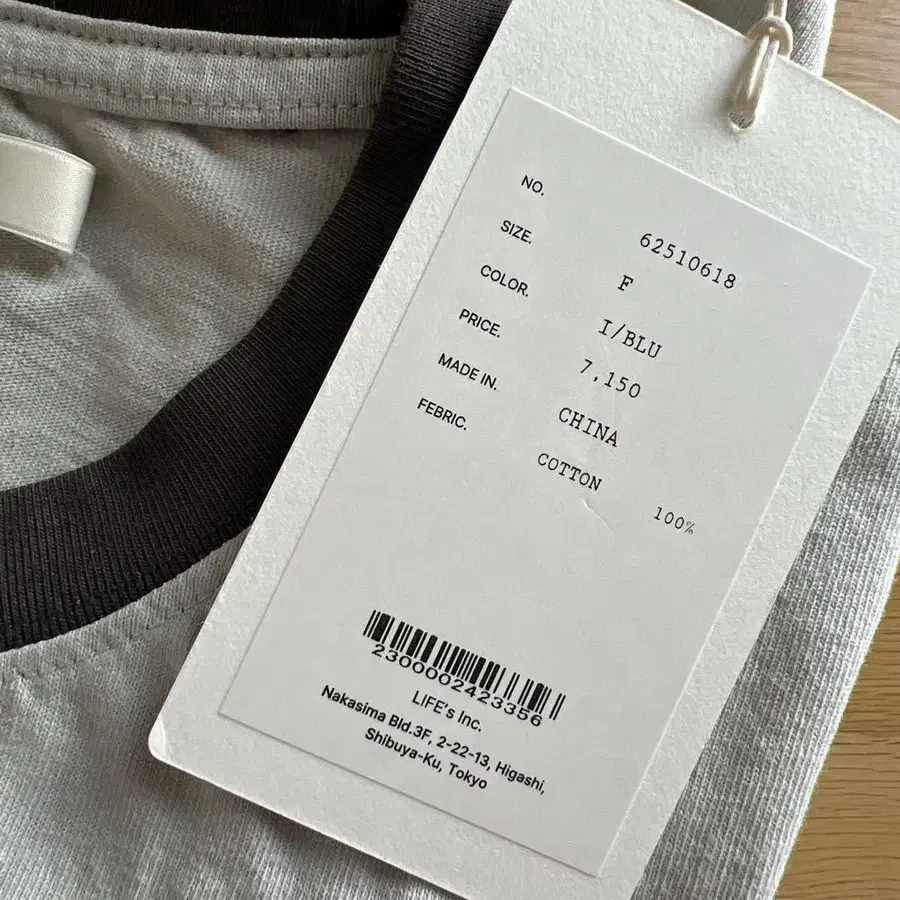 NO. 62510618
SIZE. F
COLOR. I/BLU
PRICE. 7,150
MADE IN. CHINA
FEBRIC. COTTON 100%
2300002423356
LIFE's Inc.
Nakasima Bld.3F, 2-22-13, Higashi,
Shibuya-Ku, Tokyo